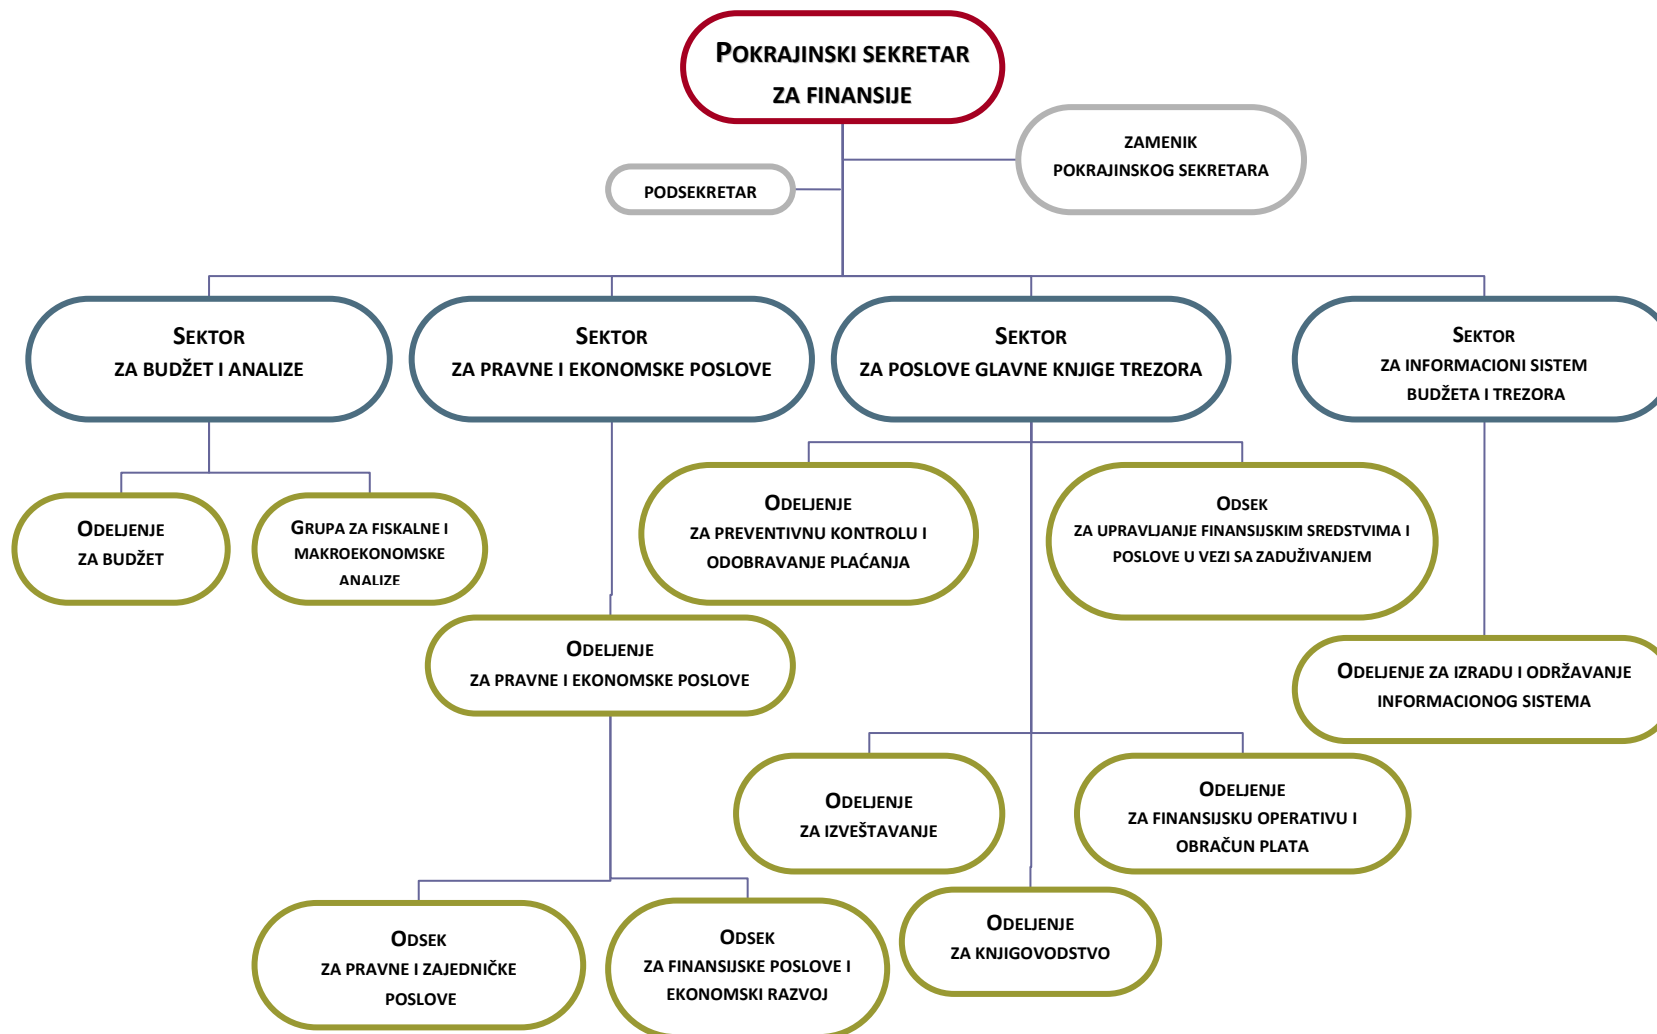 POKRAJINSKI SEKRETAR
ZA FINANSIJE
ZAMENIK
POKRAJINSKOG SEKRETARA
PODSEKRETAR
SEKTOR
ZA BUDŽET I ANALIZE
SEKTOR
ZA PRAVNE I EKONOMSKE POSLOVE
SEKTOR
ZA POSLOVE GLAVNE KNJIGE TREZORA
SEKTOR
ZA INFORMACIONI SISTEM
BUDŽETA I TREZORA
ODELJENJE
ZA BUDŽET
GRUPA ZA FISKALNE I
MAKROEKONOMSKE
ANALIZE
ODELJENJE
ZA PREVENTIVNU KONTROLU I
ODOBRAVANJE PLAĆANJA
ODSEK
ZA UPRAVLJANJE FINANSIJSKIM SREDSTVIMA I
POSLOVE U VEZI SA ZADUŽIVANJEM
ODELJENJE
ZA PRAVNE I EKONOMSKE POSLOVE
ODELJENJE ZA IZRADU I ODRŽAVANJE
INFORMACIONOG SISTEMA
ODELJENJE
ZA IZVEŠTAVANJE
ODELJENJE
ZA FINANSIJSKU OPERATIVU I
OBRAČUN PLATA
ODSEK
ZA PRAVNE I ZAJEDNIČKE
POSLOVE
ODSEK
ZA FINANSIJSKE POSLOVE I
EKONOMSKI RAZVOJ
ODELJENJE
ZA KNJIGOVODSTVO